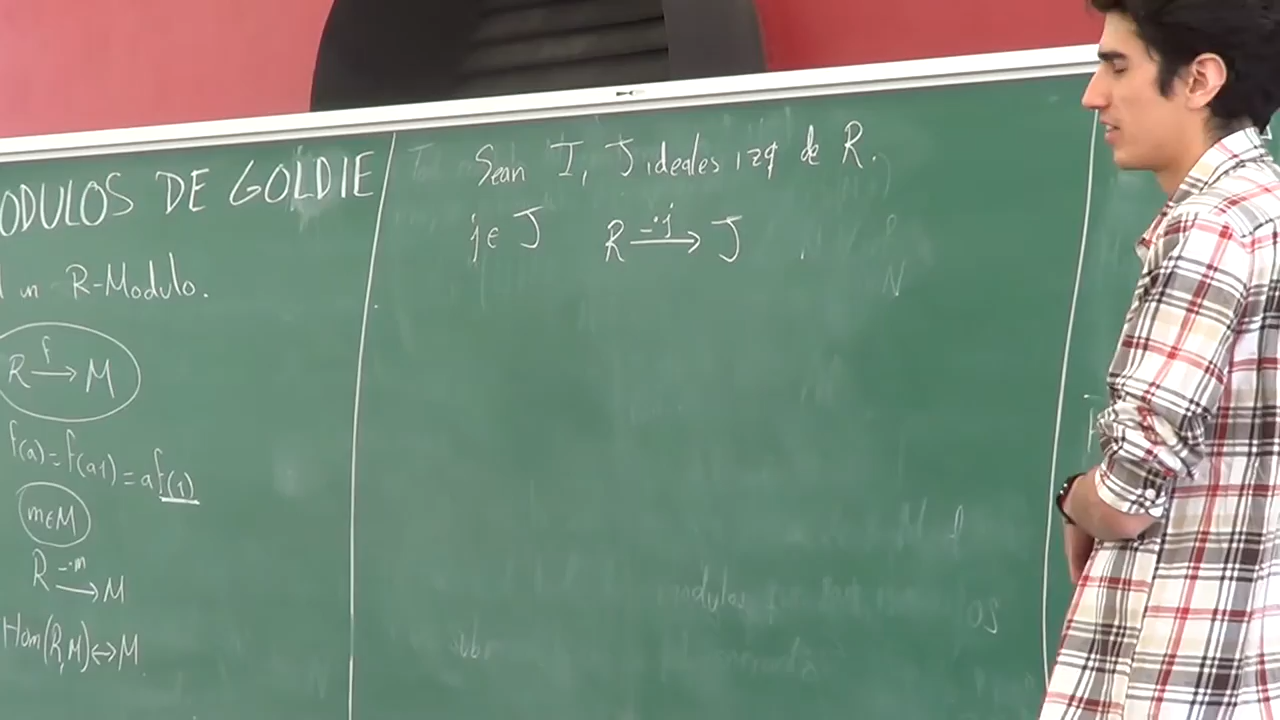 ODULOS DE GOLDIE
un R-Modulo.
R f→ M
f(a)=f(a1)=af(1)
m∈M
R -·m→ M
Hom(R,M)↔M
Sean I, J ideales izq de R.
j∈J R -·j→ J